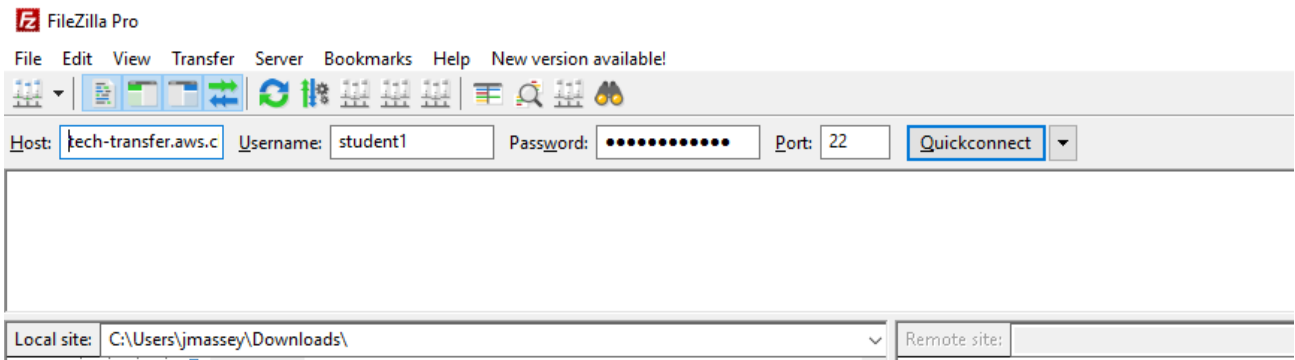 FileZilla Pro
File Edit View Transfer Server Bookmarks Help New version available!
Host: tech-transfer.aws.c Username: student1 Password: ●●●●●●●●●●●● Port: 22 Quickconnect
Local site: C:\Users\jmassey\Downloads\ Remote site: